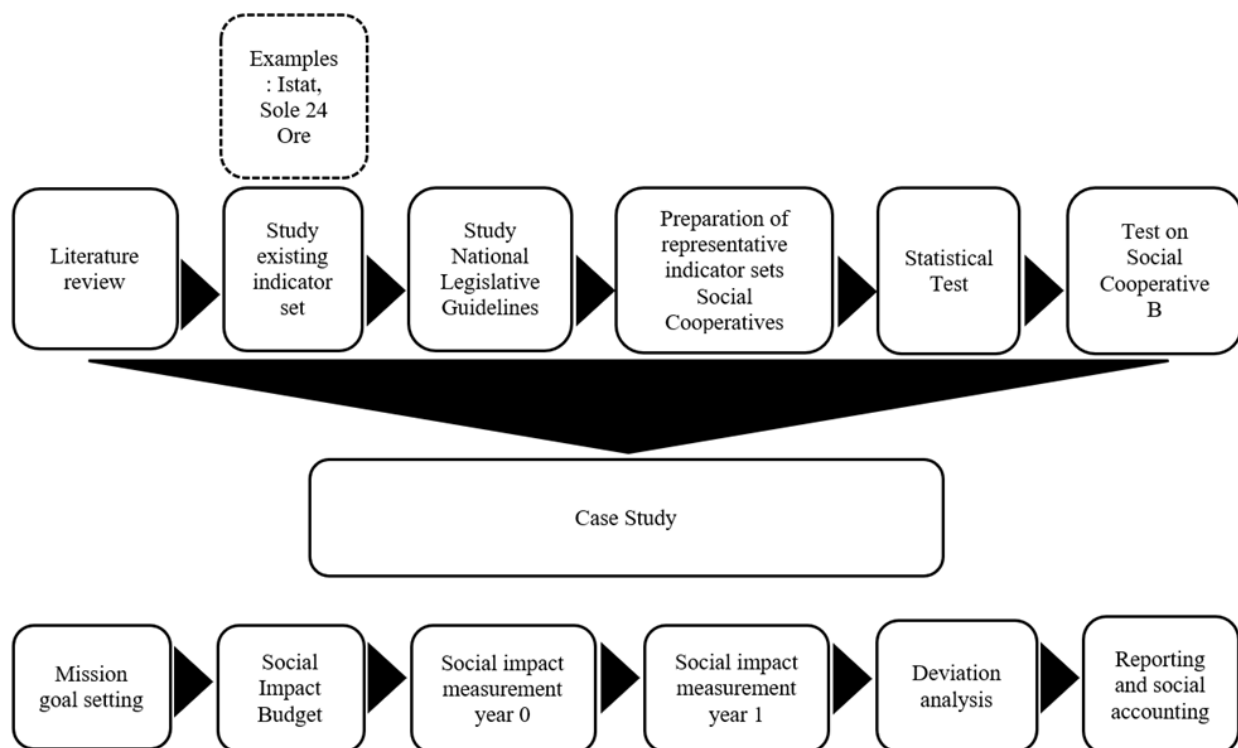 Examples
: Istat,
Sole 24
Ore
Literature
review
Study
existing
indicator
set
Study
National
Legislative
Guidelines
Preparation of
representative
indicator sets
Social
Cooperatives
Statistical
Test
Test on
Social
Cooperative
B
Case Study
Mission
goal setting
Social
Impact
Budget
Social impact
measurement
year 0
Social impact
measurement
year 1
Deviation
analysis
Reporting
and social
accounting